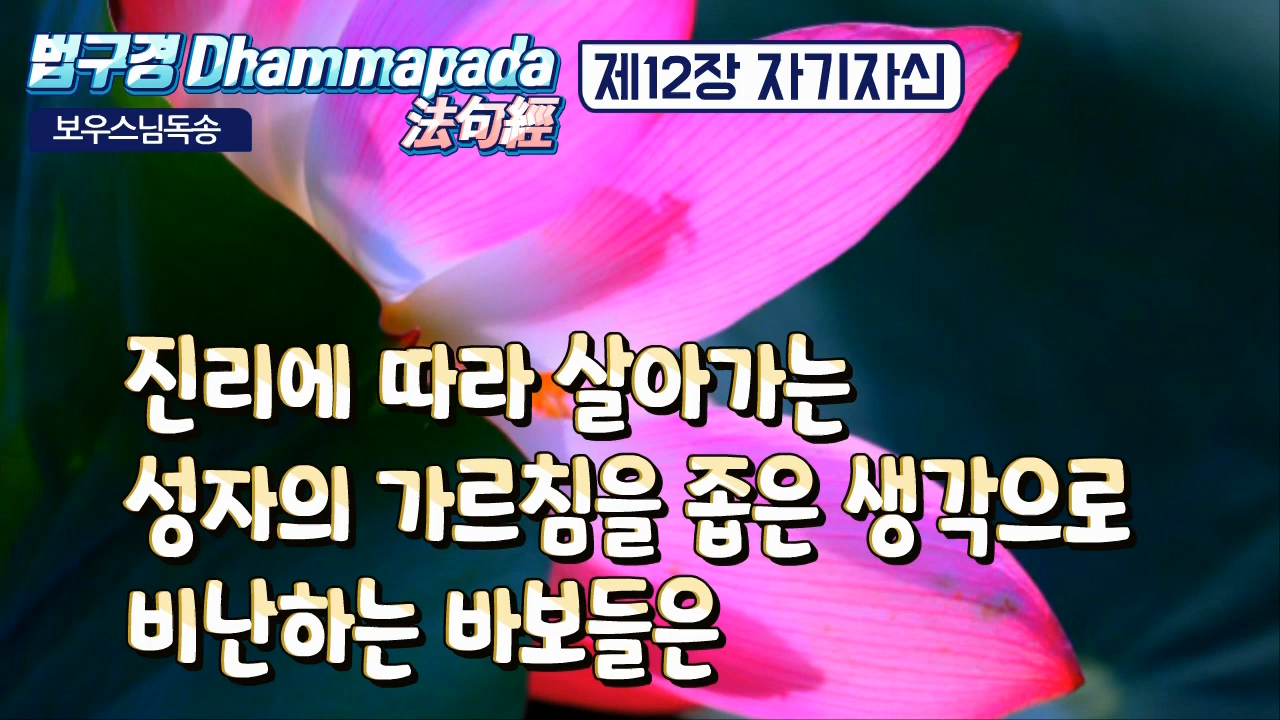 법구경 Dhammapada
法句經
보우스님독송
제12장 자기자신
진리에 따라 살아가는
성자의 가르침을 좁은 생각으로
비난하는 바보들은